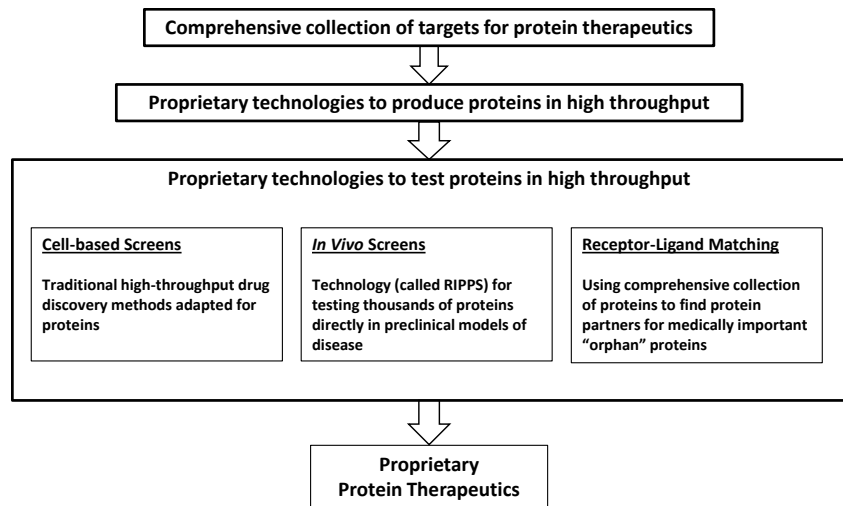 Comprehensive collection of targets for protein therapeutics
Proprietary technologies to produce proteins in high throughput
Proprietary technologies to test proteins in high throughput
Cell-based Screens
Traditional high-throughput drug
discovery methods adapted for
proteins
In Vivo Screens
Technology (called RIPPS) for
testing thousands of proteins
directly in preclinical models of
disease
Receptor-Ligand Matching
Using comprehensive collection
of proteins to find protein
partners for medically important
“orphan” proteins
Proprietary
Protein Therapeutics